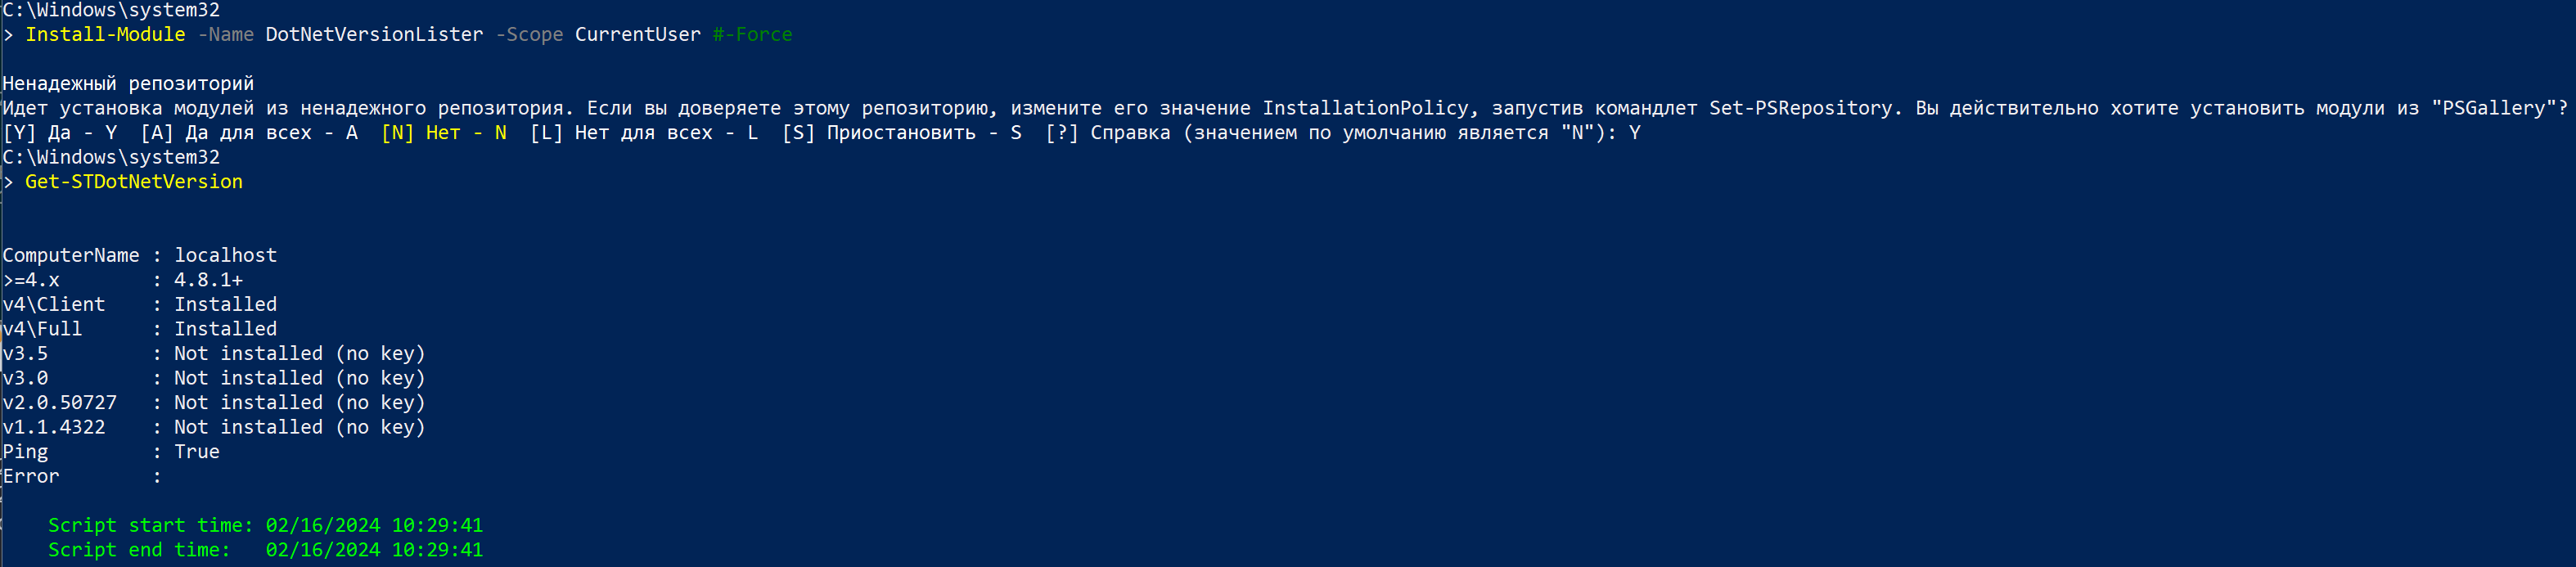 C:\Windows\system32
> Install-Module -Name DotNetVersionLister -Scope CurrentUser #-Force
Ненадежный репозиторий
Идет установка модулей из ненадежного репозитория. Если вы доверяете этому репозиторию, измените его значение InstallationPolicy, запустив командлет Set-PSRepository. Вы действительно хотите установить модули из "PSGallery"?
[Y] Да - Y  [A] Да для всех - A  [N] Нет - N  [L] Нет для всех - L  [S] Приостановить - S  [?] Справка (значением по умолчанию является "N"): Y
C:\Windows\system32
> Get-STDotNetVersion
ComputerName : localhost
>=4.x        : 4.8.1+
v4\Client    : Installed
v4\Full      : Installed
v3.5         : Not installed (no key)
v3.0         : Not installed (no key)
v2.0.50727   : Not installed (no key)
v1.1.4322    : Not installed (no key)
Ping         : True
Error        :
Script start time: 02/16/2024 10:29:41
Script end time:   02/16/2024 10:29:41